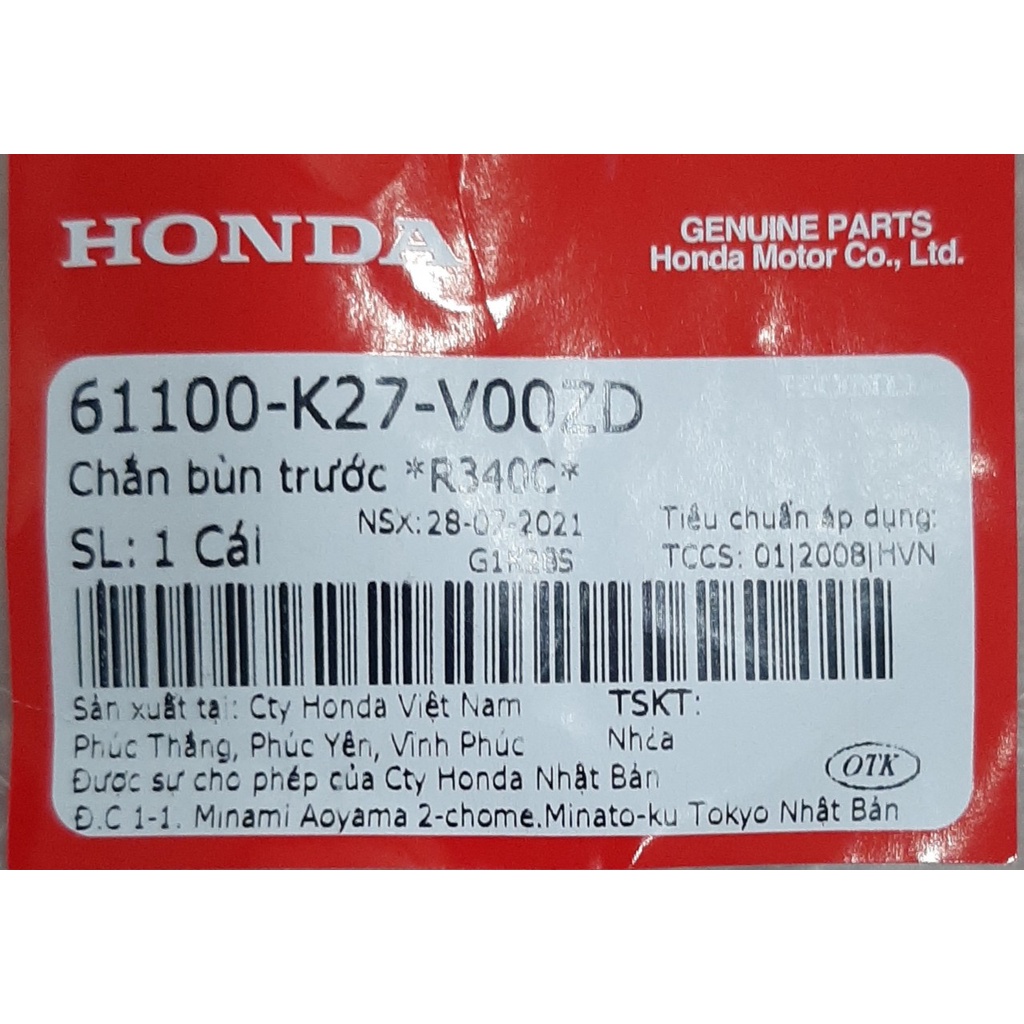 HONDA
GENUINE PARTS
Honda Motor Co., Ltd.
61100-K27-V00ZD
Chắn bùn trước *R340C*
SL: 1 Cái
NSX: 28-07-2021
Tiêu chuẩn áp dụng:
TCCS: 01|2008|HVN
Sản xuất tại: Cty Honda Việt Nam
TSKT:
Phúc Thắng, Phúc Yên, Vĩnh Phúc
Nhựa
Được sự cho phép của Cty Honda Nhật Bản
OTK
Đ.C 1-1. Minami Aoyama 2-chome.Minato-ku Tokyo Nhật Bản